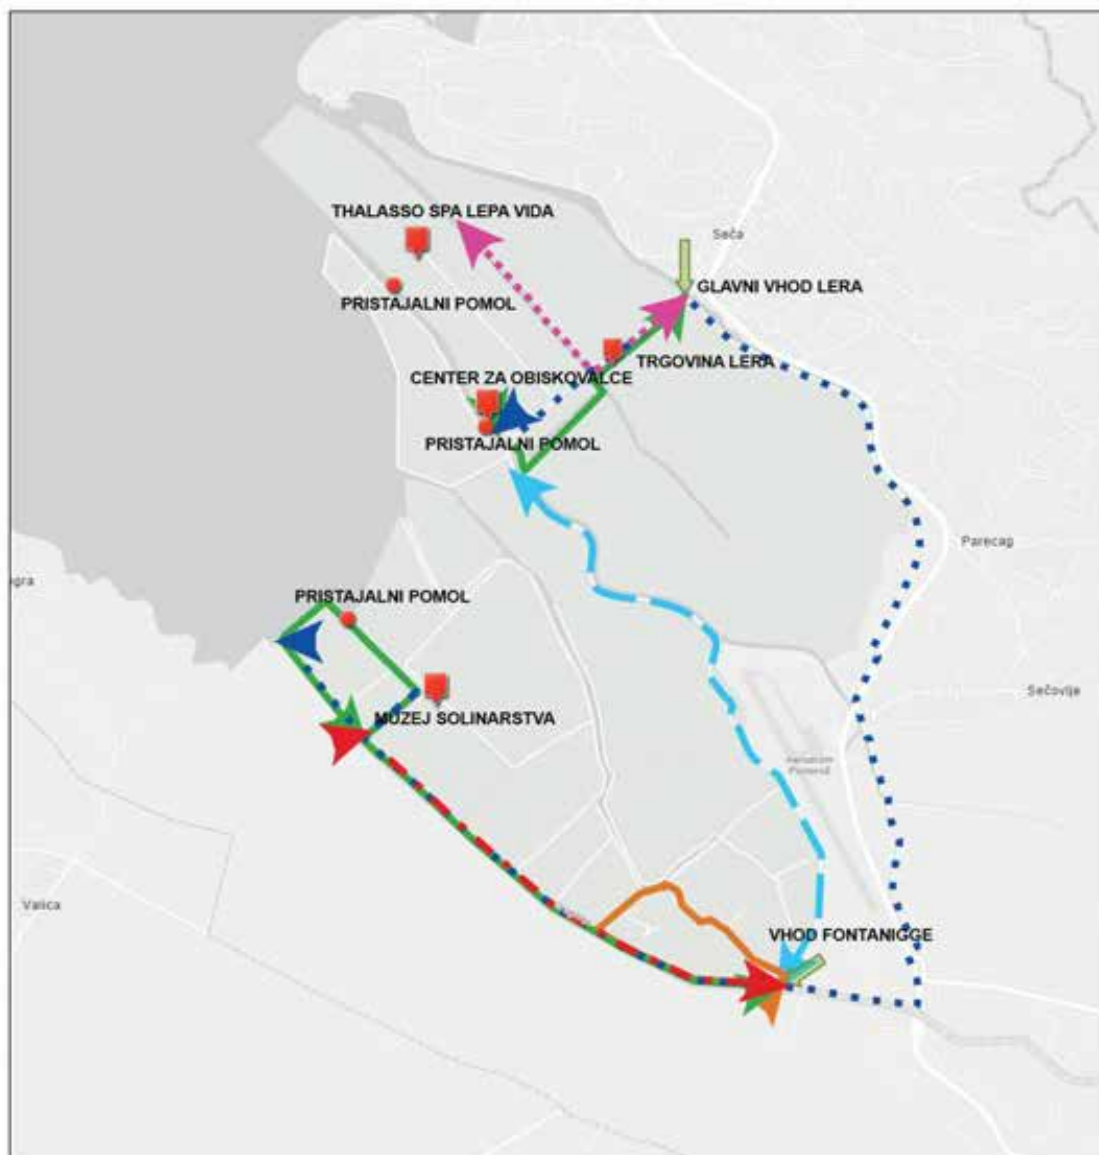 THALASSO SPA LEPA VIDA
Seča
GLAVNI VHOD LERA
PRISTAJALNI POMOL
TRGOVINA LERA
CENTER ZA OBISKOVALCE
PRISTAJALNI POMOL
Parecag
PRISTAJALNI POMOL
Sečovlje
MUZEJ SOLINARSTVA
Valica
VHOD FONTANIGGE